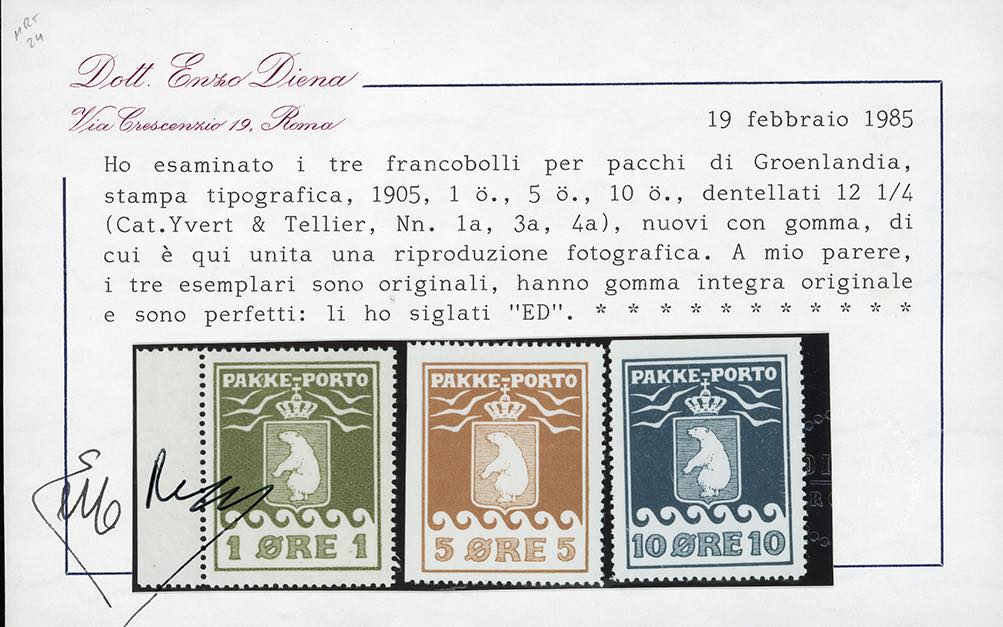 MRT
24
Dott. Enzo Diena
Via Crescenzio 19, Roma
19 febbraio 1985
Ho esaminato i tre francobolli per pacchi di Groenlandia,
stampa tipografica, 1905, 1 ö., 5 ö., 10 ö., dentellati 12 1/4
(Cat.Yvert & Tellier, Nn. 1a, 3a, 4a), nuovi con gomma, di
cui è qui unita una riproduzione fotografica. A mio parere,
i tre esemplari sono originali, hanno gomma integra originale
e sono perfetti: li ho siglati "ED". * * * * * * * * * * *
PAKKE-PORTO PAKKE-PORTO PAKKE-PORTO
1 ØRE 1 5 ØRE 5 10 ØRE 10